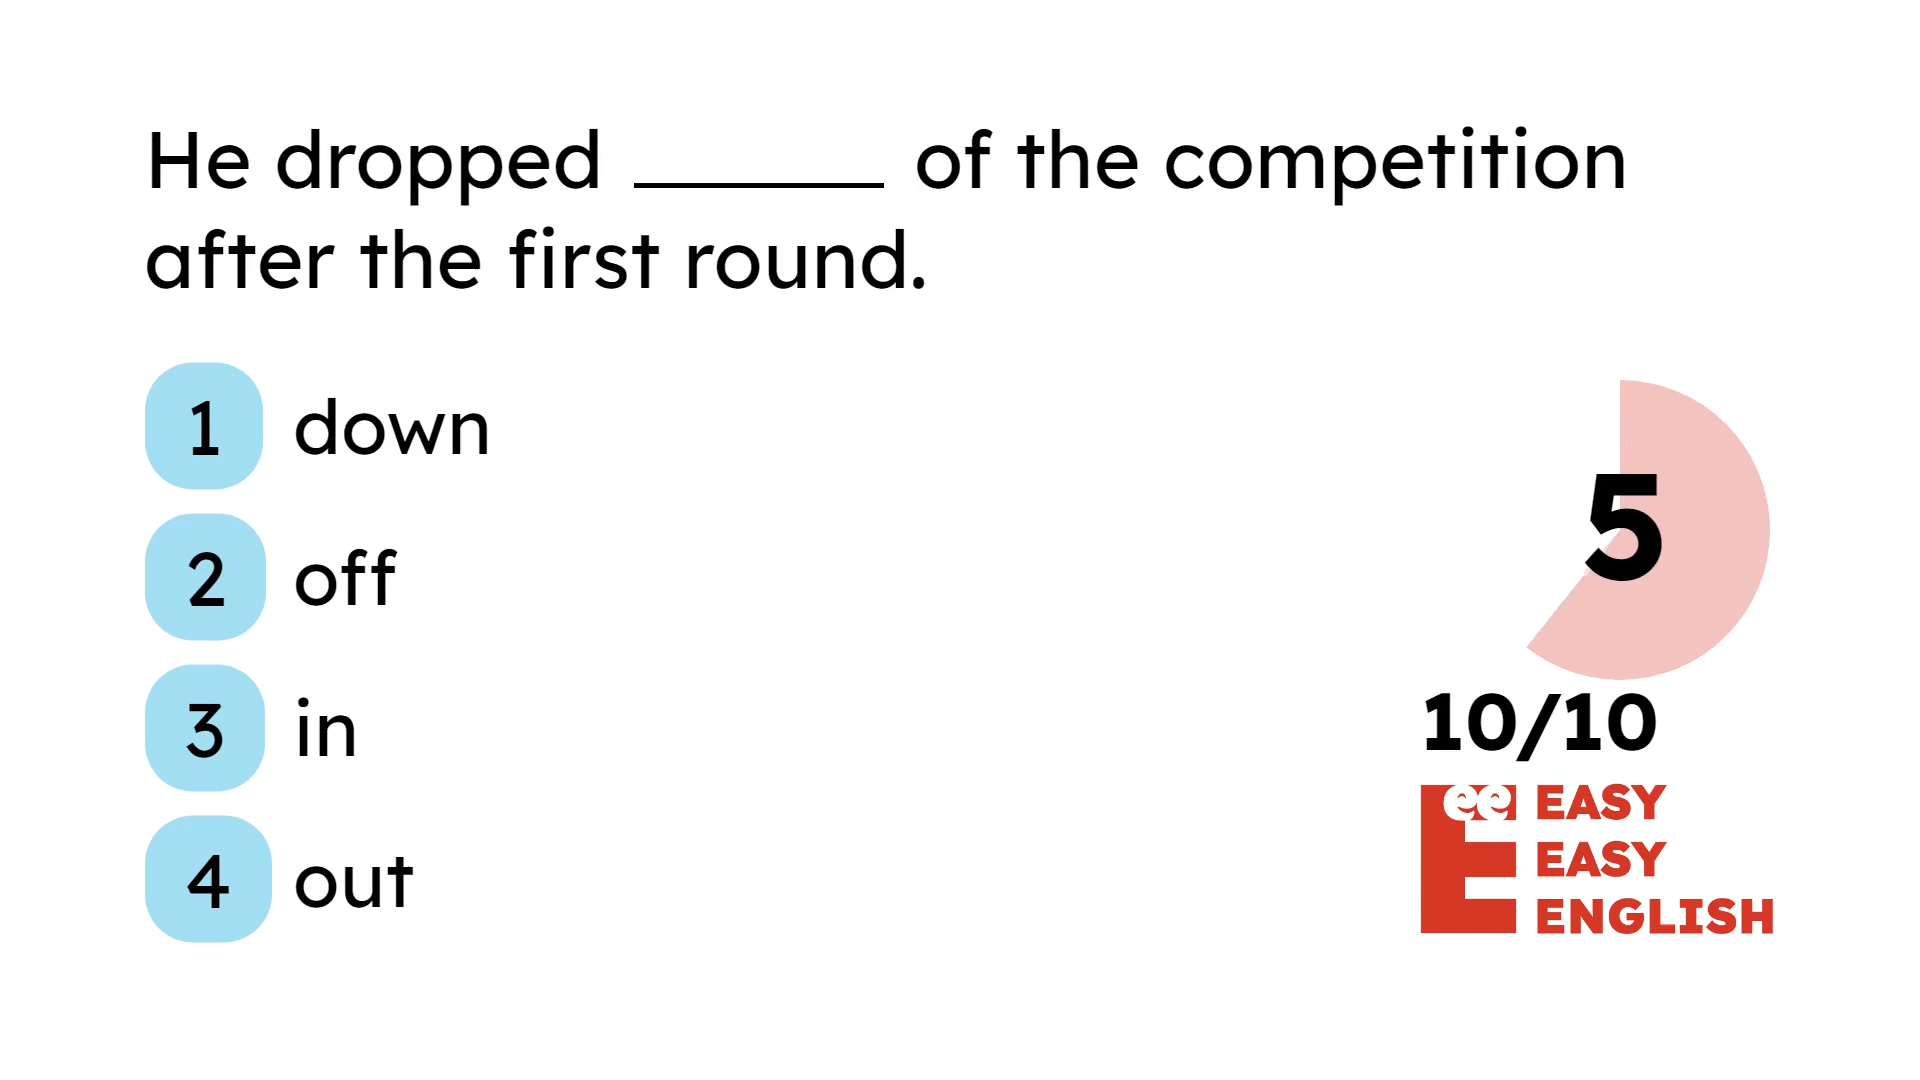 He dropped ______ of the competition
after the first round.
1 down
2 off
3 in
4 out
5
10/10
Eee EASY
EASY
ENGLISH